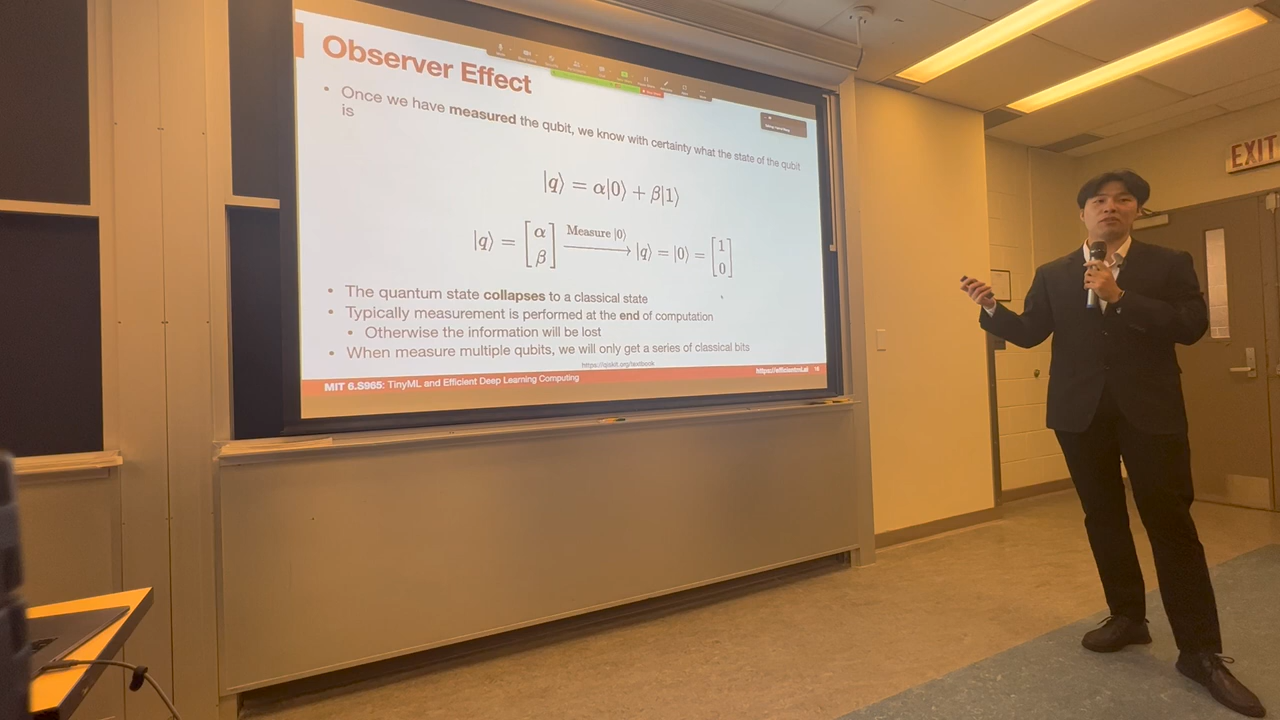 Observer Effect
• Once we have measured the qubit, we know with certainty what the state of the qubit
is
|q⟩ = α|0⟩ + β|1⟩
|q⟩ = [α β] Measure |0⟩ → |q⟩ = |0⟩ = [1 0]
• The quantum state collapses to a classical state
• Typically measurement is performed at the end of computation
• Otherwise the information will be lost
• When measure multiple qubits, we will only get a series of classical bits
https://qiskit.org/textbook
MIT 6.S965: TinyML and Efficient Deep Learning Computing
https://efficientml.ai
EXIT